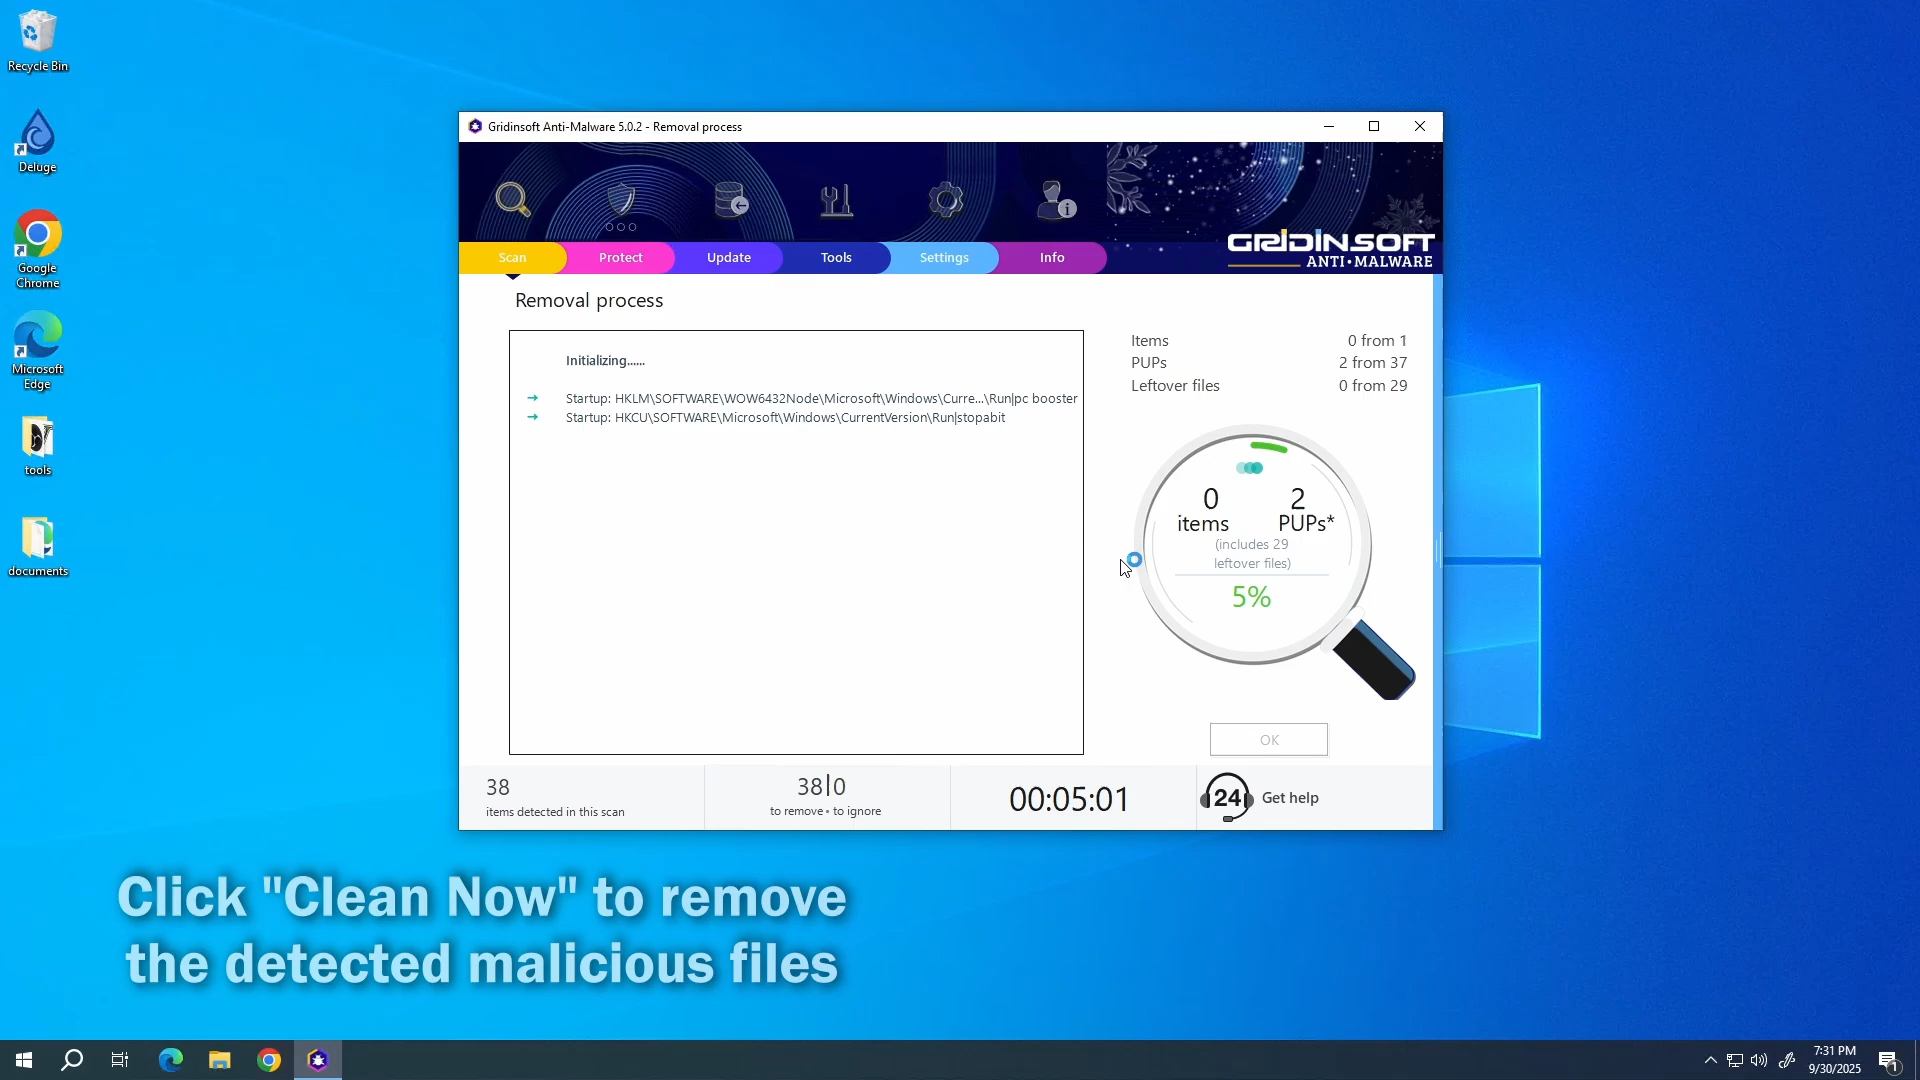 Recycle Bin
Deluge
Google
Chrome
Microsoft
Edge
tools
documents
Gridinsoft Anti-Malware 5.0.2 - Removal process
Scan
Protect
Update
Tools
Settings
Info
GRIDINSOFT
ANTI•MALWARE
Removal process
Initializing......
Startup: HKLM\SOFTWARE\WOW6432Node\Microsoft\Windows\Curre...\Run|pc booster
Startup: HKCU\SOFTWARE\Microsoft\Windows\CurrentVersion\Run|stopabit
Items 0 from 1
PUPs 2 from 37
Leftover files 0 from 29
0 2
items PUPs*
(includes 29
leftover files)
5%
OK
38
items detected in this scan
38|0
to remove • to ignore
00:05:01
24
Get help
Click "Clean Now" to remove
the detected malicious files
7:31 PM
9/30/2025
1